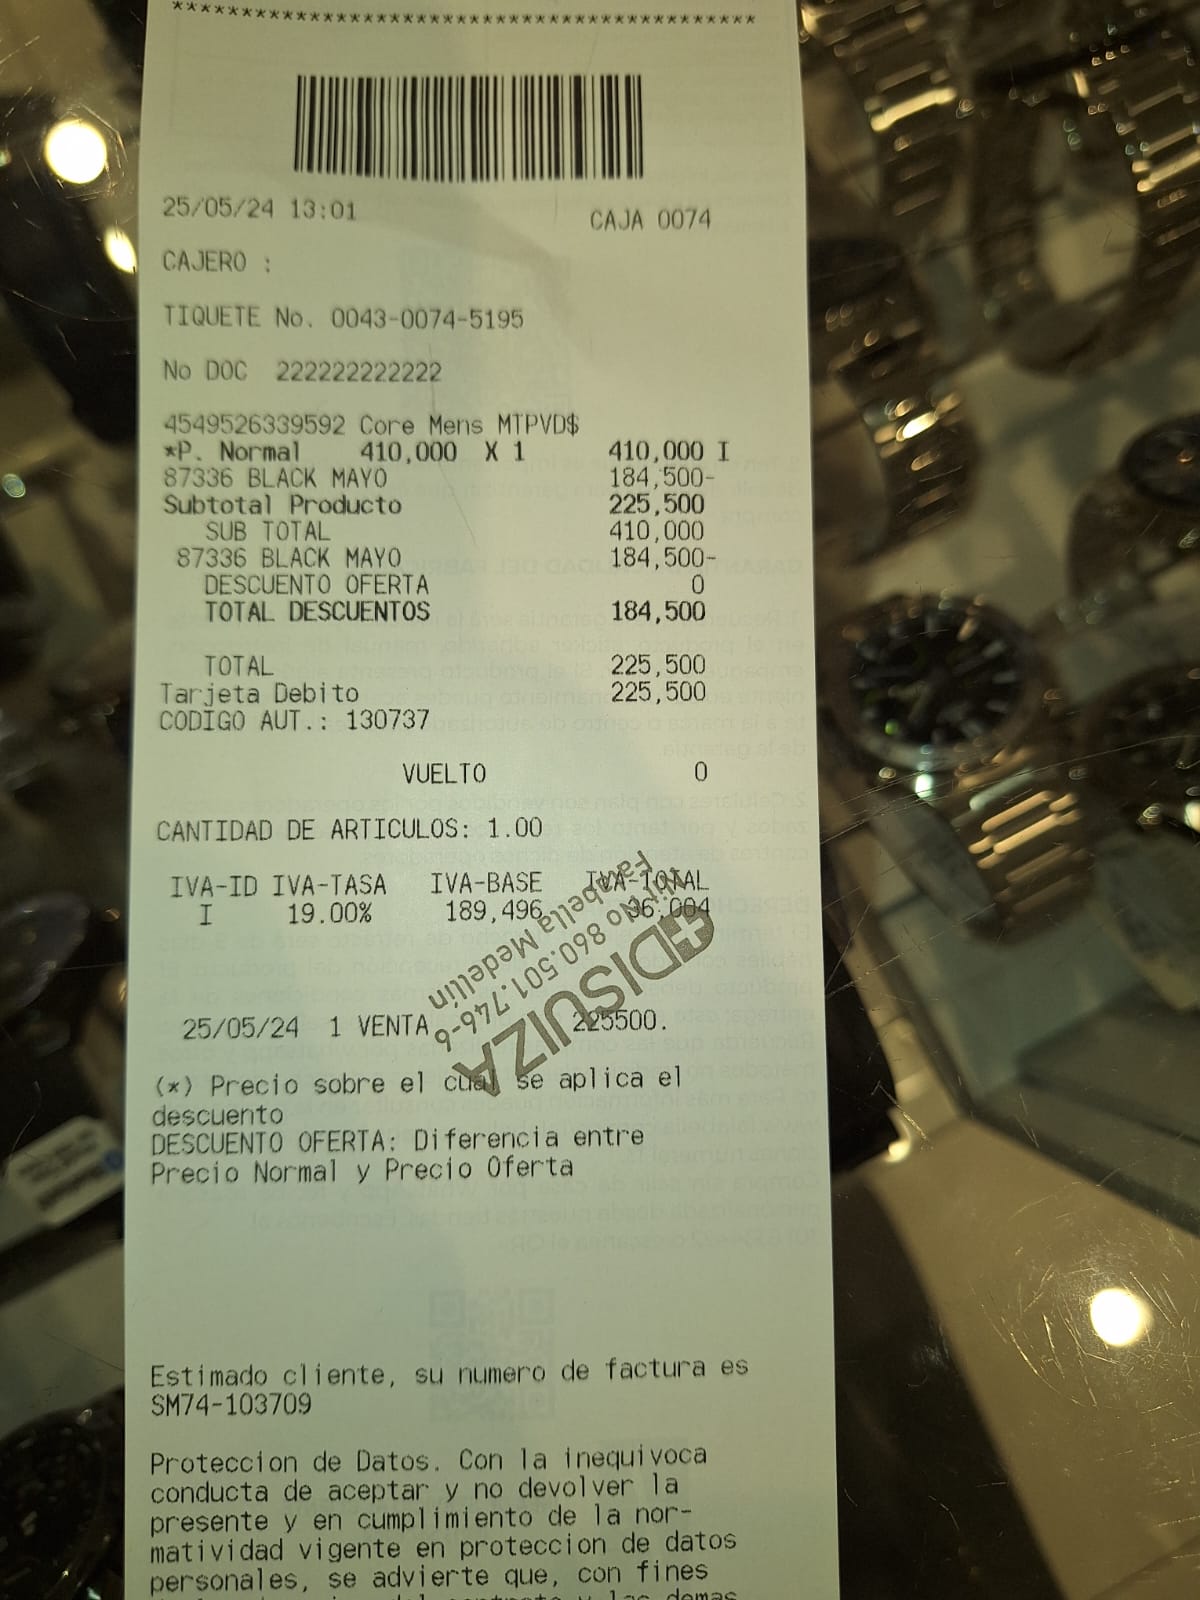 ********************************************
25/05/24 13:01 CAJA 0074
CAJERO :
TIQUETE No. 0043-0074-5195
No DOC 222222222222
4549526339592 Core Mens MTPVD$
*P. Normal 410,000 X 1 410,000 I
87336 BLACK MAYO 184,500-
Subtotal Producto 225,500
SUB TOTAL 410,000
87336 BLACK MAYO 184,500-
DESCUENTO OFERTA 0
TOTAL DESCUENTOS 184,500
TOTAL 225,500
Tarjeta Debito 225,500
CODIGO AUT.: 130737
VUELTO 0
CANTIDAD DE ARTICULOS: 1.00
IVA-ID IVA-TASA IVA-BASE IVA-TOTAL
I 19.00% 189,496 36,004
DISUIZA
Nit No 860.501.746-6
Falabella Medellin
25/05/24 1 VENTA 225500.
(*) Precio sobre el cual se aplica el
descuento
DESCUENTO OFERTA: Diferencia entre
Precio Normal y Precio Oferta
Estimado cliente, su numero de factura es
SM74-103709
Proteccion de Datos. Con la inequivoca
conducta de aceptar y no devolver la
presente y en cumplimiento de la nor-
matividad vigente en proteccion de datos
personales, se advierte que, con fines